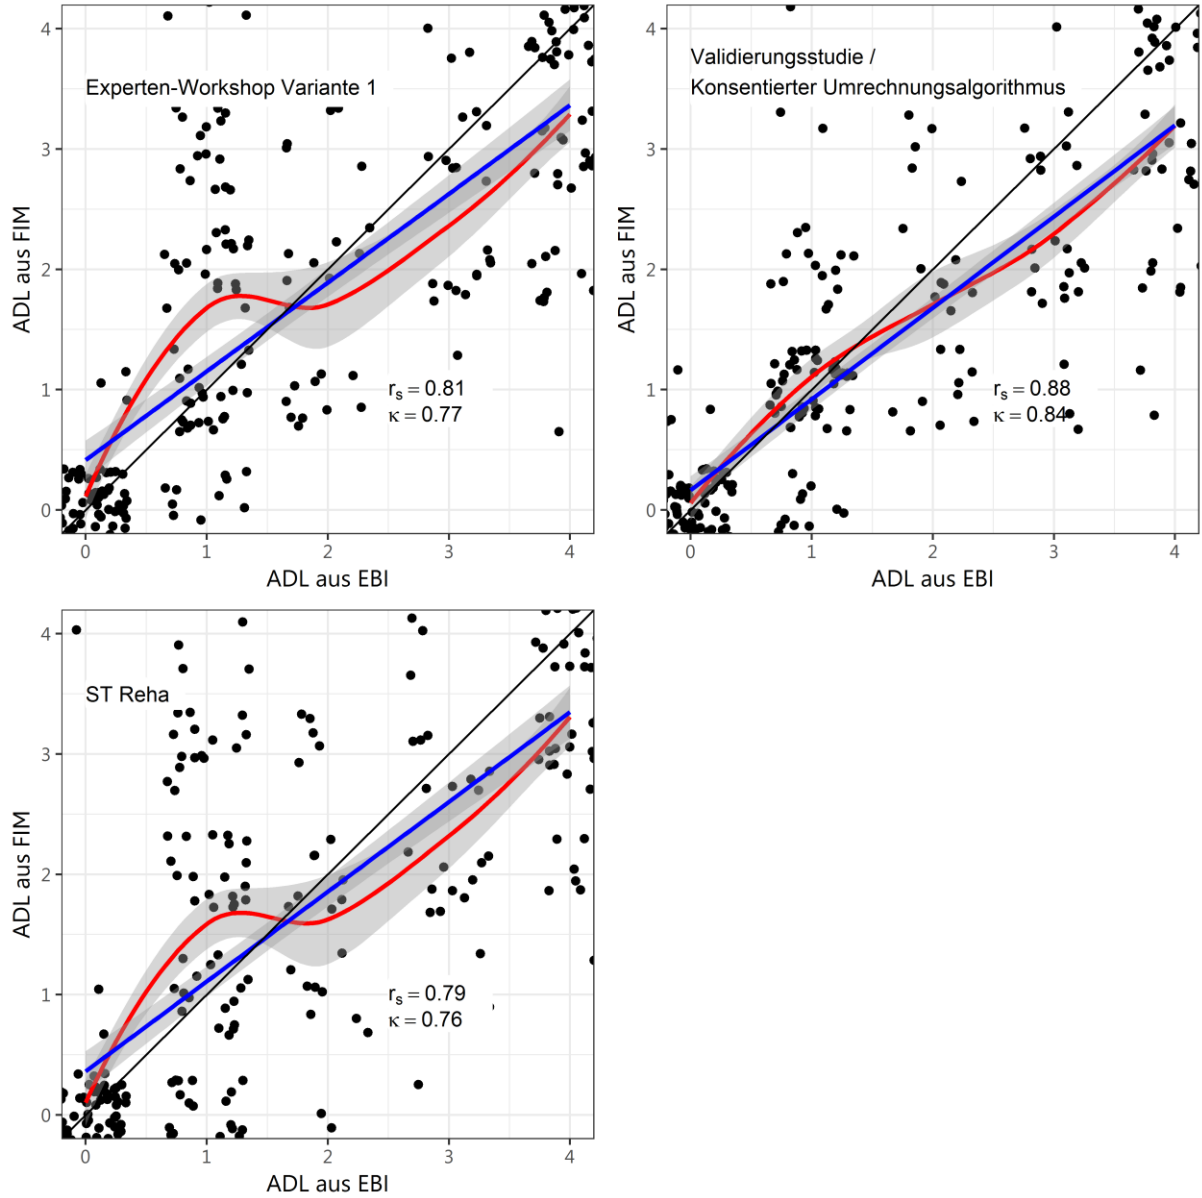 Experten-Workshop Variante 1
ADL aus FIM
4
3
2
1
0
rs = 0.81
κ = 0.77
0 1 2 3 4
ADL aus EBI
Validierungsstudie /
Konsentierter Umrechnungsalgorithmus
ADL aus FIM
4
3
2
1
0
rs = 0.88
κ = 0.84
0 1 2 3 4
ADL aus EBI
ST Reha
ADL aus FIM
4
3
2
1
0
rs = 0.79
κ = 0.76
0 1 2 3 4
ADL aus EBI